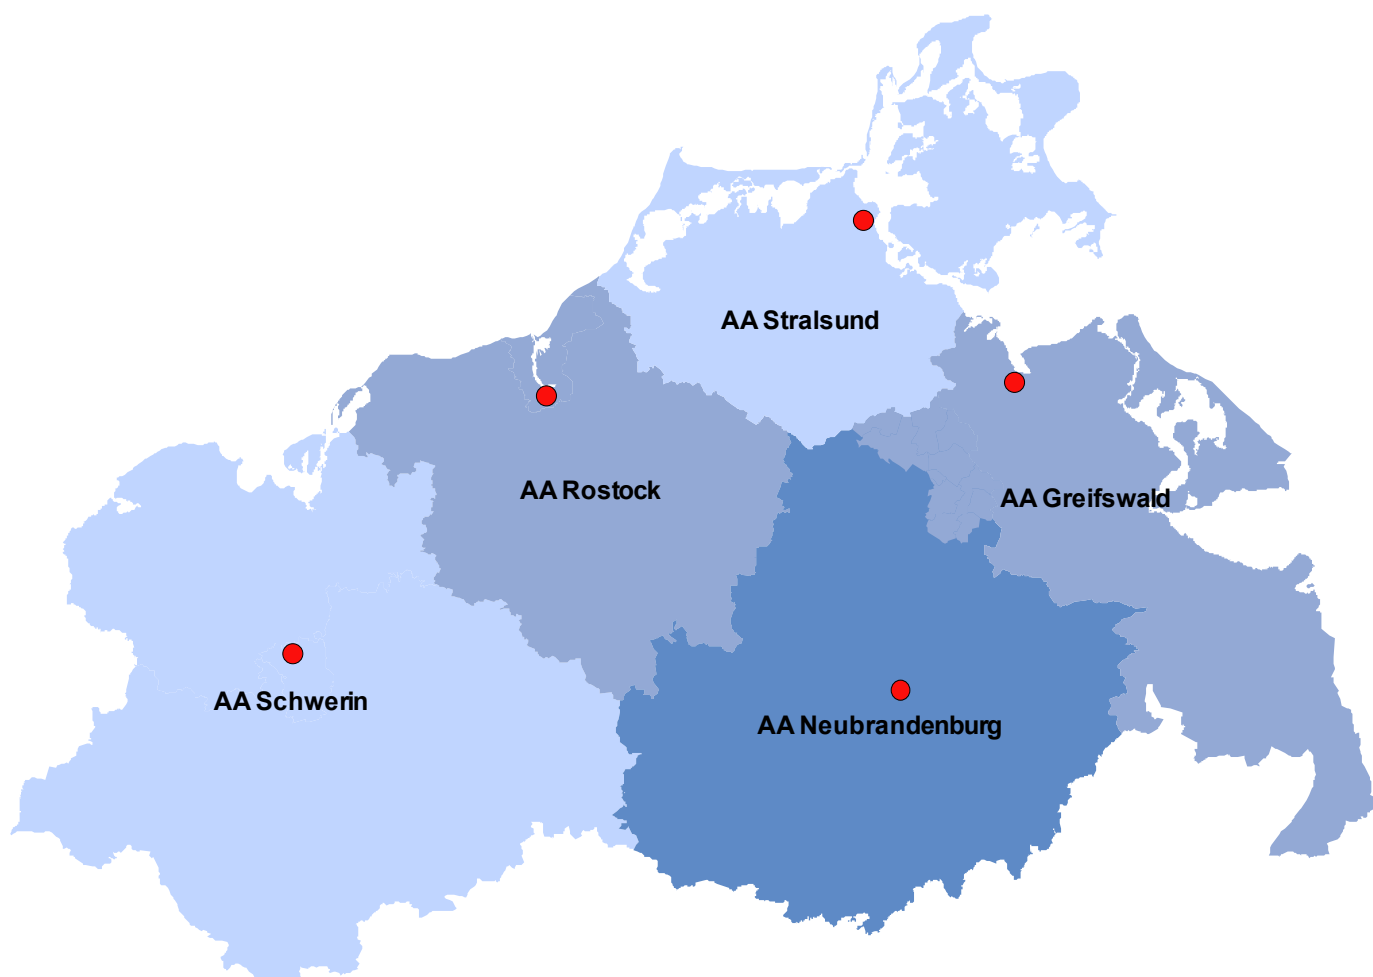 AA Stralsund
AA Rostock
AA Greifswald
AA Schwerin
AA Neubrandenburg